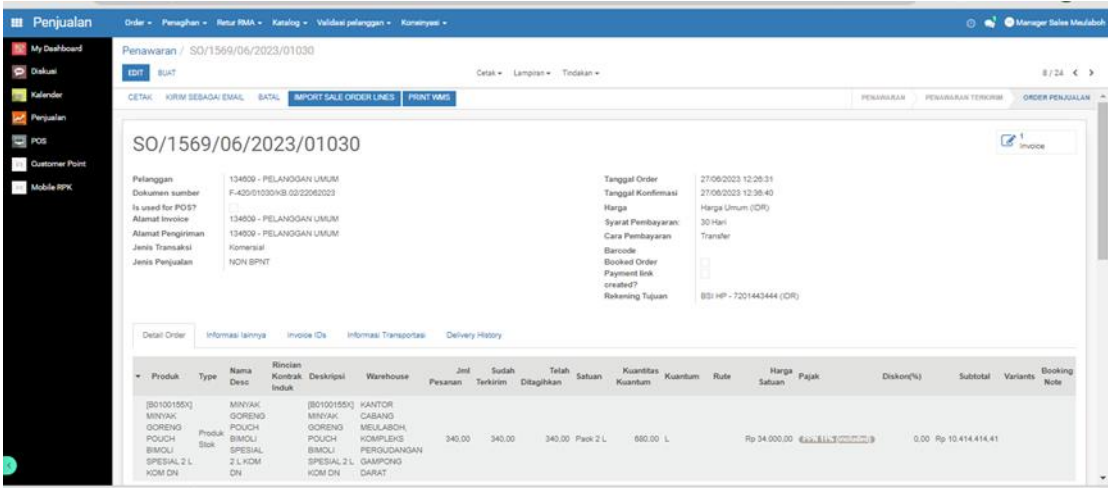 Penjualan
Order Penagihan Retur RMA Katalog Validasi pelanggan Konsinyasi
Manager Sales Meulaboh
My Dashboard
Diskusi
Kalender
Penjualan
POS
Customer Point
Mobile RPK
Penawaran / SO/1569/06/2023/01030
EDIT BUAT
Cetak Lampiran Tindakan
8 / 24
CETAK KIRIM SEBAGAI EMAIL BATAL IMPORT SALE ORDER LINES PRINT WMS
PENAWARAN PENAWARAN TERKIRIM ORDER PENJUALAN
SO/1569/06/2023/01030
1
Invoice
Pelanggan 134609 - PELANGGAN UMUM
Dokumen sumber F-420/01030/KB.02/22062023
Is used for POS?
Alamat Invoice 134609 - PELANGGAN UMUM
Alamat Pengiriman 134609 - PELANGGAN UMUM
Jenis Transaksi Komersial
Jenis Penjualan NON BPNT
Tanggal Order 27/06/2023 12:26:31
Tanggal Konfirmasi 27/06/2023 12:36:40
Harga Harga Umum (IDR)
Syarat Pembayaran: 30 Hari
Cara Pembayaran Transfer
Barcode
Booked Order
Payment link
created?
Rekening Tujuan BSI HP - 7201443444 (IDR)
Detail Order Informasi lainnya Invoice IDs Informasi Transportasi Delivery History
Produk Type Nama Desc Rincian Kontrak Induk Deskripsi Warehouse Jml Pesanan Sudah Terkirim Telah Ditagihkan Satuan Kuantitas Kuantum Kuantum Rute Harga Satuan Pajak Diskon(%) Subtotal Variants Booking Note
[B0100155X] MINYAK [B0100155X] KANTOR
MINYAK GORENG MINYAK CABANG
GORENG POUCH GORENG MEULABOH,
POUCH Produk Stok BIMOLI POUCH KOMPLEKS 340,00 340,00 340,00 Pack 2 L 680,00 L Rp 34.000,00 0,00 Rp 10.414.414,41
BIMOLI SPESIAL BIMOLI PERGUDANGAN
SPESIAL 2 L 2 L KOM SPESIAL 2 L GAMPONG
KOM DN DN KOM DN DARAT